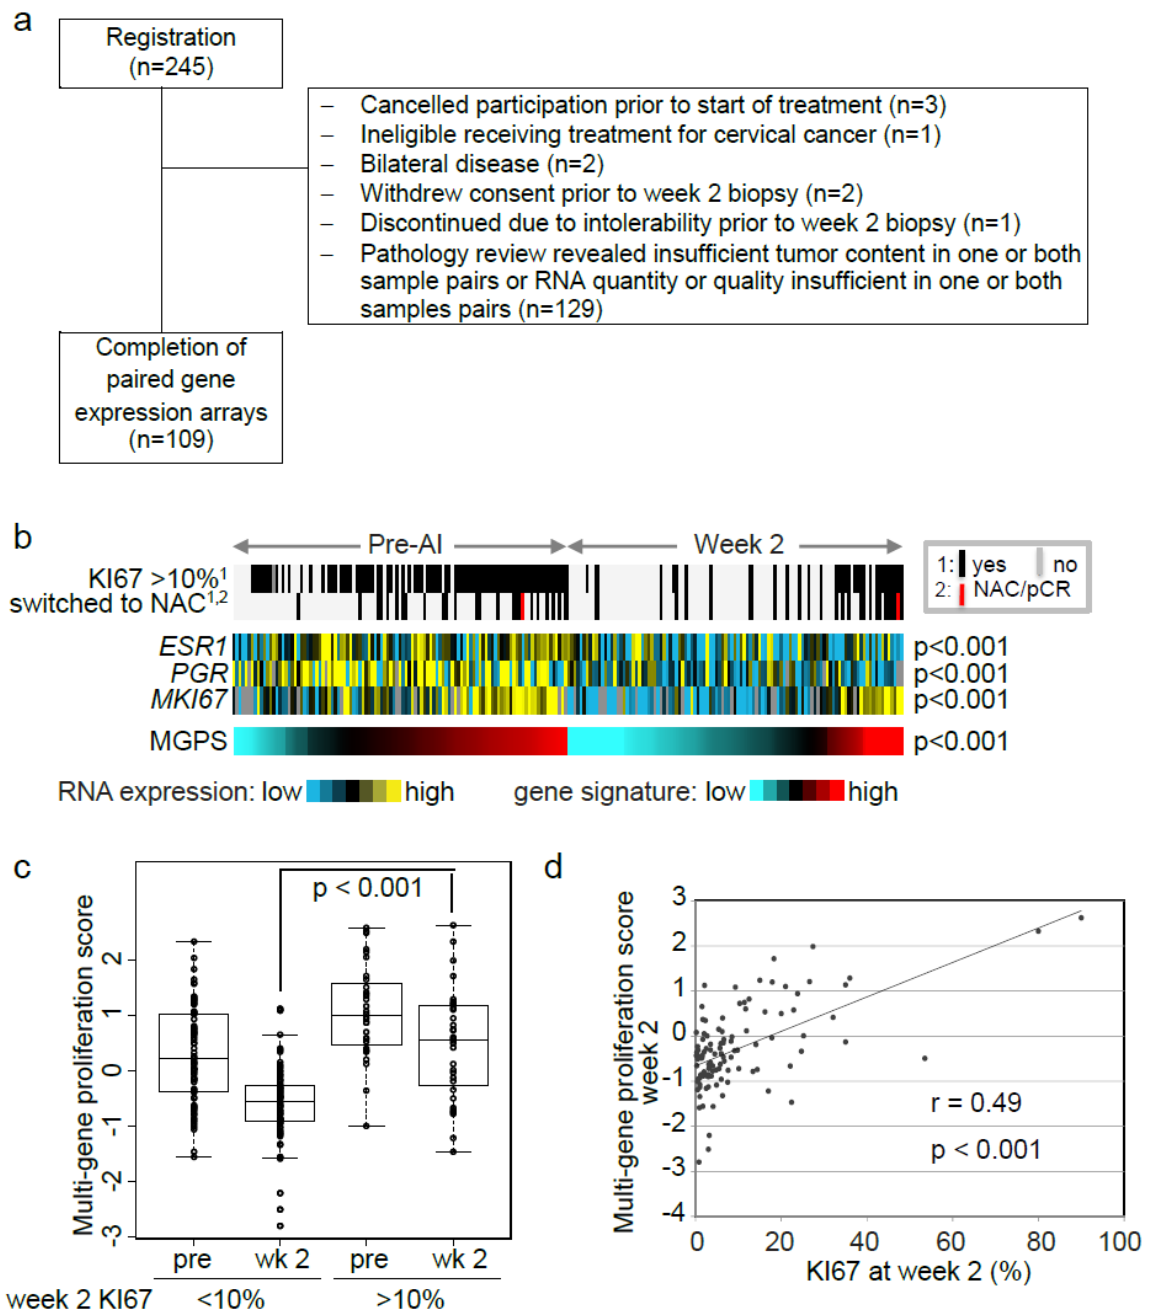 a
Registration
(n=245)
– Cancelled participation prior to start of treatment (n=3)
– Ineligible receiving treatment for cervical cancer (n=1)
– Bilateral disease (n=2)
– Withdrew consent prior to week 2 biopsy (n=2)
– Discontinued due to intolerability prior to week 2 biopsy (n=1)
– Pathology review revealed insufficient tumor content in one or both
sample pairs or RNA quantity or quality insufficient in one or both
samples pairs (n=129)
Completion of
paired gene
expression arrays
(n=109)
b
Pre-AI Week 2
KI67 >10%¹
switched to NAC¹,²
1: yes no
2: NAC/pCR
ESR1 p<0.001
PGR p<0.001
MKI67 p<0.001
MGPS p<0.001
RNA expression: low high gene signature: low high
c
p < 0.001
Multi-gene proliferation score
2
1
0
-1
-2
-3
pre wk 2 pre wk 2
week 2 KI67 <10% >10%
d
Multi-gene proliferation score
week 2
3
2
1
0
-1
-2
-3
-4
r = 0.49
p < 0.001
0 20 40 60 80 100
KI67 at week 2 (%)